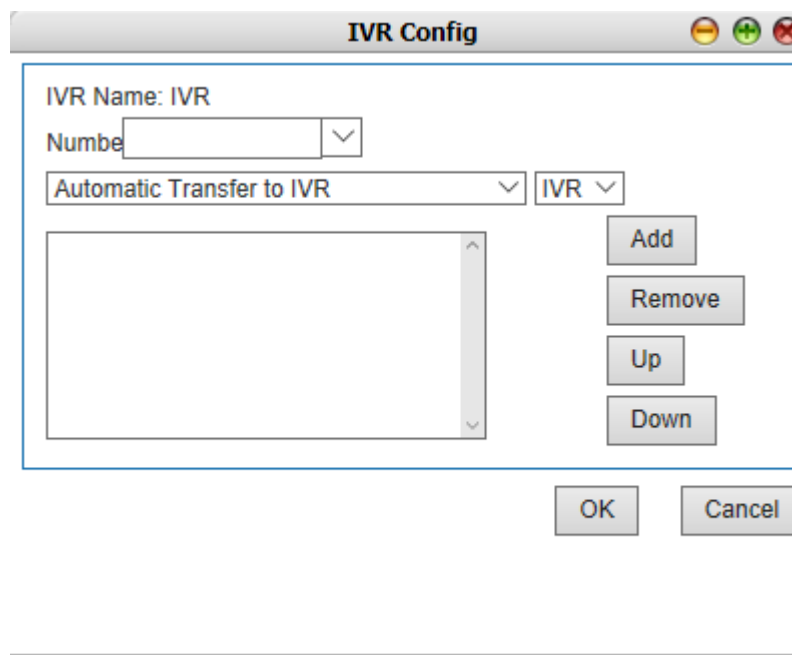 IVR Config
IVR Name: IVR
Numbe
Automatic Transfer to IVR IVR
Add
Remove
Up
Down
OK Cancel